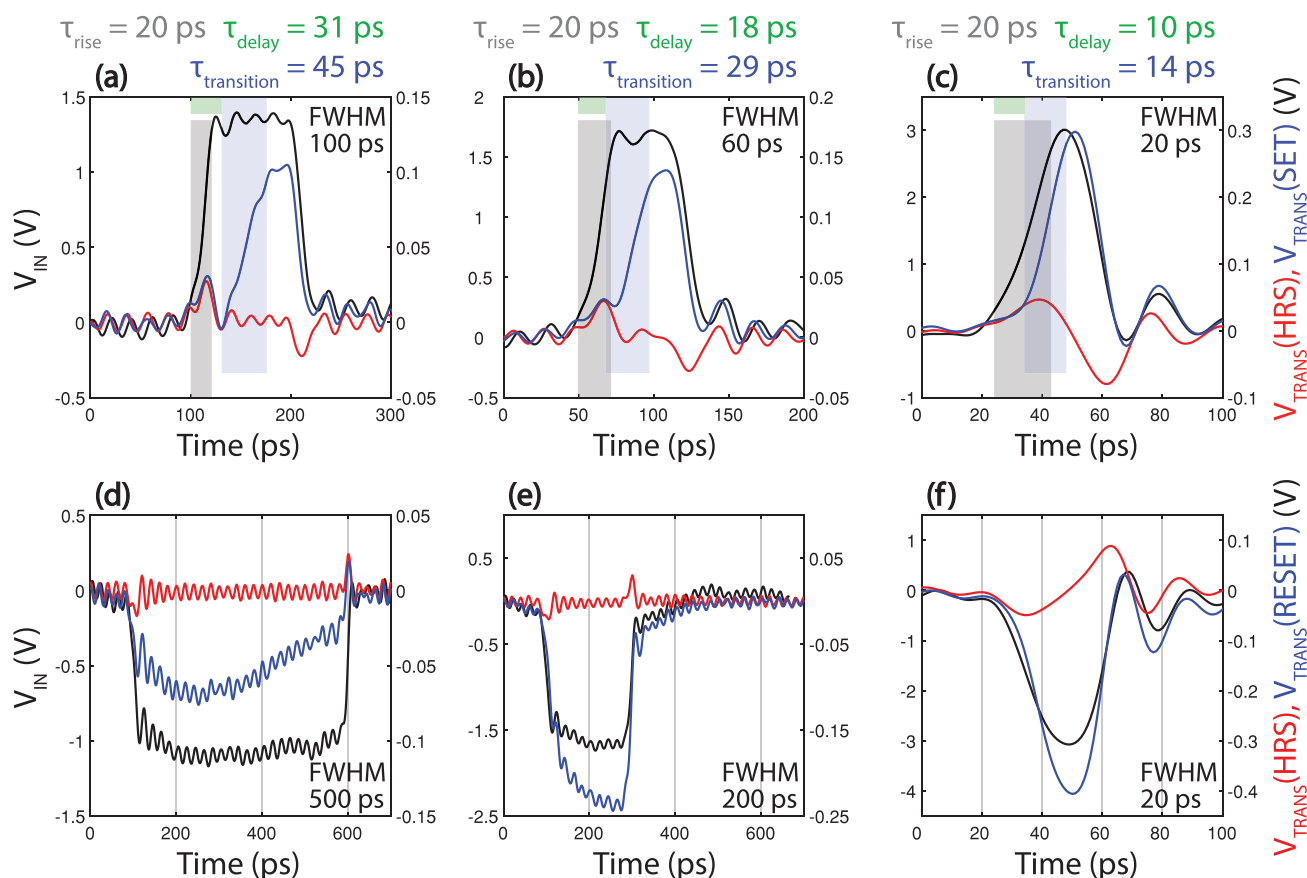 τrise = 20 ps τdelay = 31 ps
τtransition = 45 ps
(a)
FWHM
100 ps
1.5
1
0.5
0
-0.5
0.15
0.1
0.05
0
-0.05
0 100 200 300
Time (ps)
VIN (V)
τrise = 20 ps τdelay = 18 ps
τtransition = 29 ps
(b)
FWHM
60 ps
2
1.5
1
0.5
0
-0.5
0.2
0.15
0.1
0.05
0
-0.05
0 50 100 150 200
Time (ps)
τrise = 20 ps τdelay = 10 ps
τtransition = 14 ps
(c)
FWHM
20 ps
3
2
1
0
-1
0.3
0.2
0.1
0
-0.1
0 20 40 60 80 100
Time (ps)
VTRANS(HRS), VTRANS(SET) (V)
(d)
FWHM
500 ps
0.5
0
-0.5
-1
-1.5
0.05
0
-0.05
-0.1
-0.15
0 200 400 600
Time (ps)
VIN (V)
(e)
FWHM
200 ps
0.5
-0.5
-1.5
-2.5
0.05
-0.05
-0.15
-0.25
0 200 400 600
Time (ps)
(f)
FWHM
20 ps
1
0
-1
-2
-3
-4
0.1
0
-0.1
-0.2
-0.3
-0.4
0 20 40 60 80 100
Time (ps)
VTRANS(HRS), VTRANS(RESET) (V)